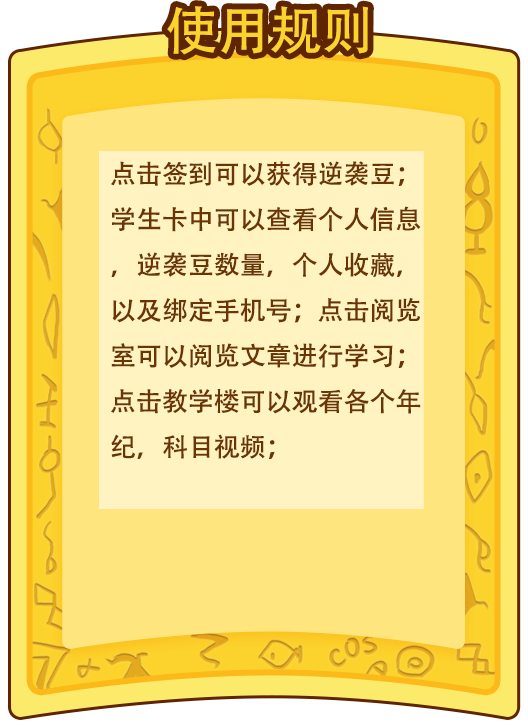 使用规则
点击签到可以获得逆袭豆；
学生卡中可以查看个人信息
，逆袭豆数量，个人收藏，
以及绑定手机号；点击阅览
室可以阅览文章进行学习；
点击教学楼可以观看各个年
纪，科目视频；
cos